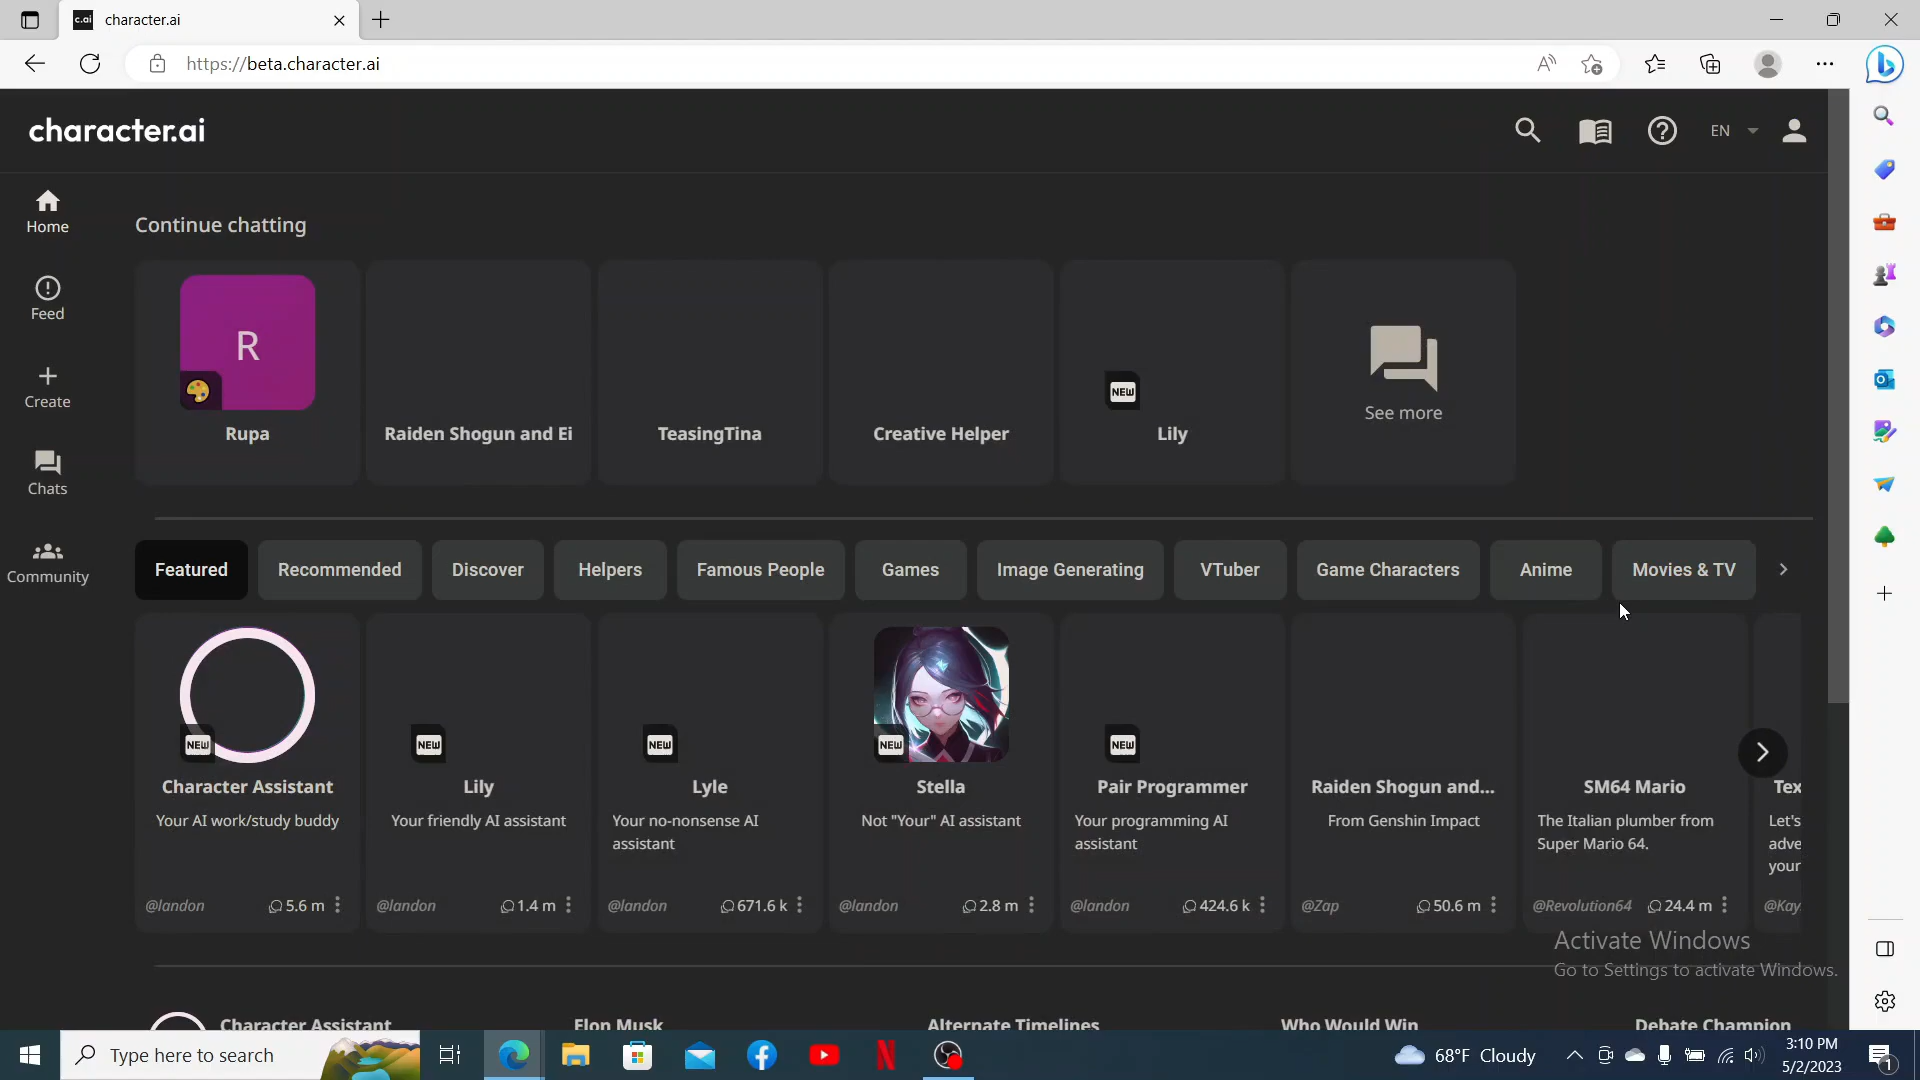 character.ai
https://beta.character.ai
character.ai
EN
Home
Feed
Create
Chats
Community
Continue chatting
R
Rupa
Raiden Shogun and Ei
TeasingTina
Creative Helper
NEW
Lily
See more
Featured
Recommended
Discover
Helpers
Famous People
Games
Image Generating
VTuber
Game Characters
Anime
Movies & TV
NEW
Character Assistant
Your AI work/study buddy
@landon
5.6 m
NEW
Lily
Your friendly AI assistant
@landon
1.4 m
NEW
Lyle
Your no-nonsense AI
assistant
@landon
671.6 k
NEW
Stella
Not "Your" AI assistant
@landon
2.8 m
NEW
Pair Programmer
Your programming AI
assistant
@landon
424.6 k
Raiden Shogun and...
From Genshin Impact
@Zap
50.6 m
SM64 Mario
The Italian plumber from
Super Mario 64.
@Revolution64
24.4 m
Tex
Let's
adve
your
@Kay
Activate Windows
Go to Settings to activate Windows.
Character Assistant
Elon Musk
Alternate Timelines
Who Would Win
Debate Champion
Type here to search
68°F Cloudy
3:10 PM
5/2/2023
1